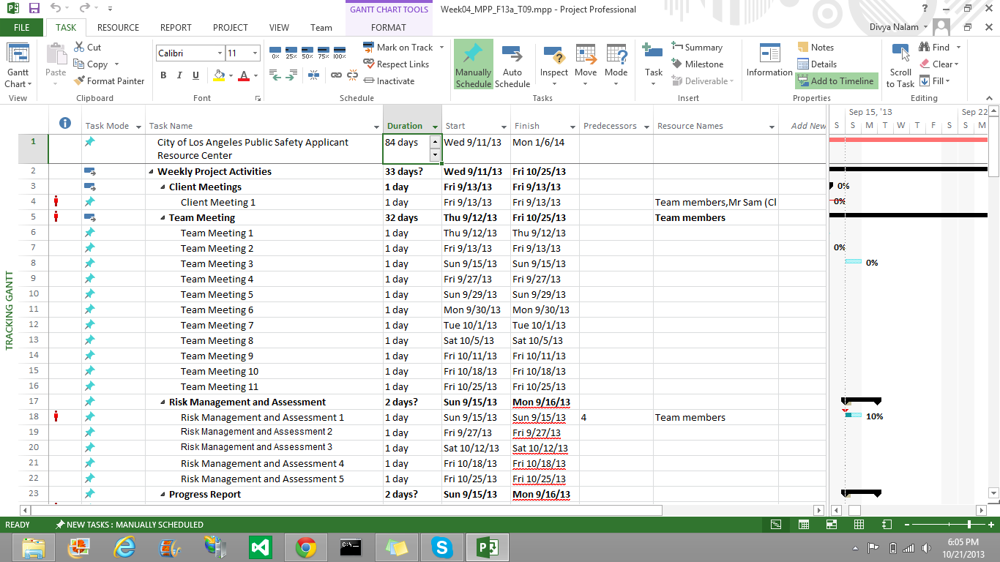 GANTT CHART TOOLS
Week04_MPP_F13a_T09.mpp - Project Professional
FILE TASK RESOURCE REPORT PROJECT VIEW Team FORMAT Divya Nalam
Gantt Chart
View
Paste
Cut
Copy
Format Painter
Clipboard
Calibri 11
B I U A
Font
0% 25% 50% 75% 100%
Mark on Track
Respect Links
Inactivate
Schedule
Manually Schedule
Auto Schedule
Inspect Move Mode
Tasks
Task
Summary
Milestone
Deliverable
Insert
Information
Notes
Details
Add to Timeline
Properties
Scroll to Task
Find
Clear
Fill
Editing
Task Mode Task Name Duration Start Finish Predecessors Resource Names Add New
Sep 15, '13 Sep 22
S S M T W T F S S M
1 City of Los Angeles Public Safety Applicant Resource Center 84 days Wed 9/11/13 Mon 1/6/14
2 Weekly Project Activities 33 days? Wed 9/11/13 Fri 10/25/13
3 Client Meetings 1 day Fri 9/13/13 Fri 9/13/13 0%
4 Client Meeting 1 1 day Fri 9/13/13 Fri 9/13/13 Team members,Mr Sam (Cl 0%
5 Team Meeting 32 days Thu 9/12/13 Fri 10/25/13 Team members
6 Team Meeting 1 1 day Thu 9/12/13 Thu 9/12/13
7 Team Meeting 2 1 day Fri 9/13/13 Fri 9/13/13 0%
8 Team Meeting 3 1 day Sun 9/15/13 Sun 9/15/13 0%
9 Team Meeting 4 1 day Fri 9/27/13 Fri 9/27/13
10 Team Meeting 5 1 day Sun 9/29/13 Sun 9/29/13
11 Team Meeting 6 1 day Mon 9/30/13 Mon 9/30/13
12 Team Meeting 7 1 day Tue 10/1/13 Tue 10/1/13
13 Team Meeting 8 1 day Sat 10/5/13 Sat 10/5/13
14 Team Meeting 9 1 day Fri 10/11/13 Fri 10/11/13
15 Team Meeting 10 1 day Fri 10/18/13 Fri 10/18/13
16 Team Meeting 11 1 day Fri 10/25/13 Fri 10/25/13
17 Risk Management and Assessment 2 days? Sun 9/15/13 Mon 9/16/13
18 Risk Management and Assessment 1 1 day Sun 9/15/13 Sun 9/15/13 4 Team members 10%
19 Risk Management and Assessment 2 1 day Fri 9/27/13 Fri 9/27/13
20 Risk Management and Assessment 3 1 day Sat 10/12/13 Sat 10/12/13
21 Risk Management and Assessment 4 1 day Fri 10/18/13 Fri 10/18/13
22 Risk Management and Assessment 5 1 day Fri 10/25/13 Fri 10/25/13
23 Progress Report 2 days? Sun 9/15/13 Mon 9/16/13
TRACKING GANTT
READY NEW TASKS : MANUALLY SCHEDULED
6:05 PM
10/21/2013